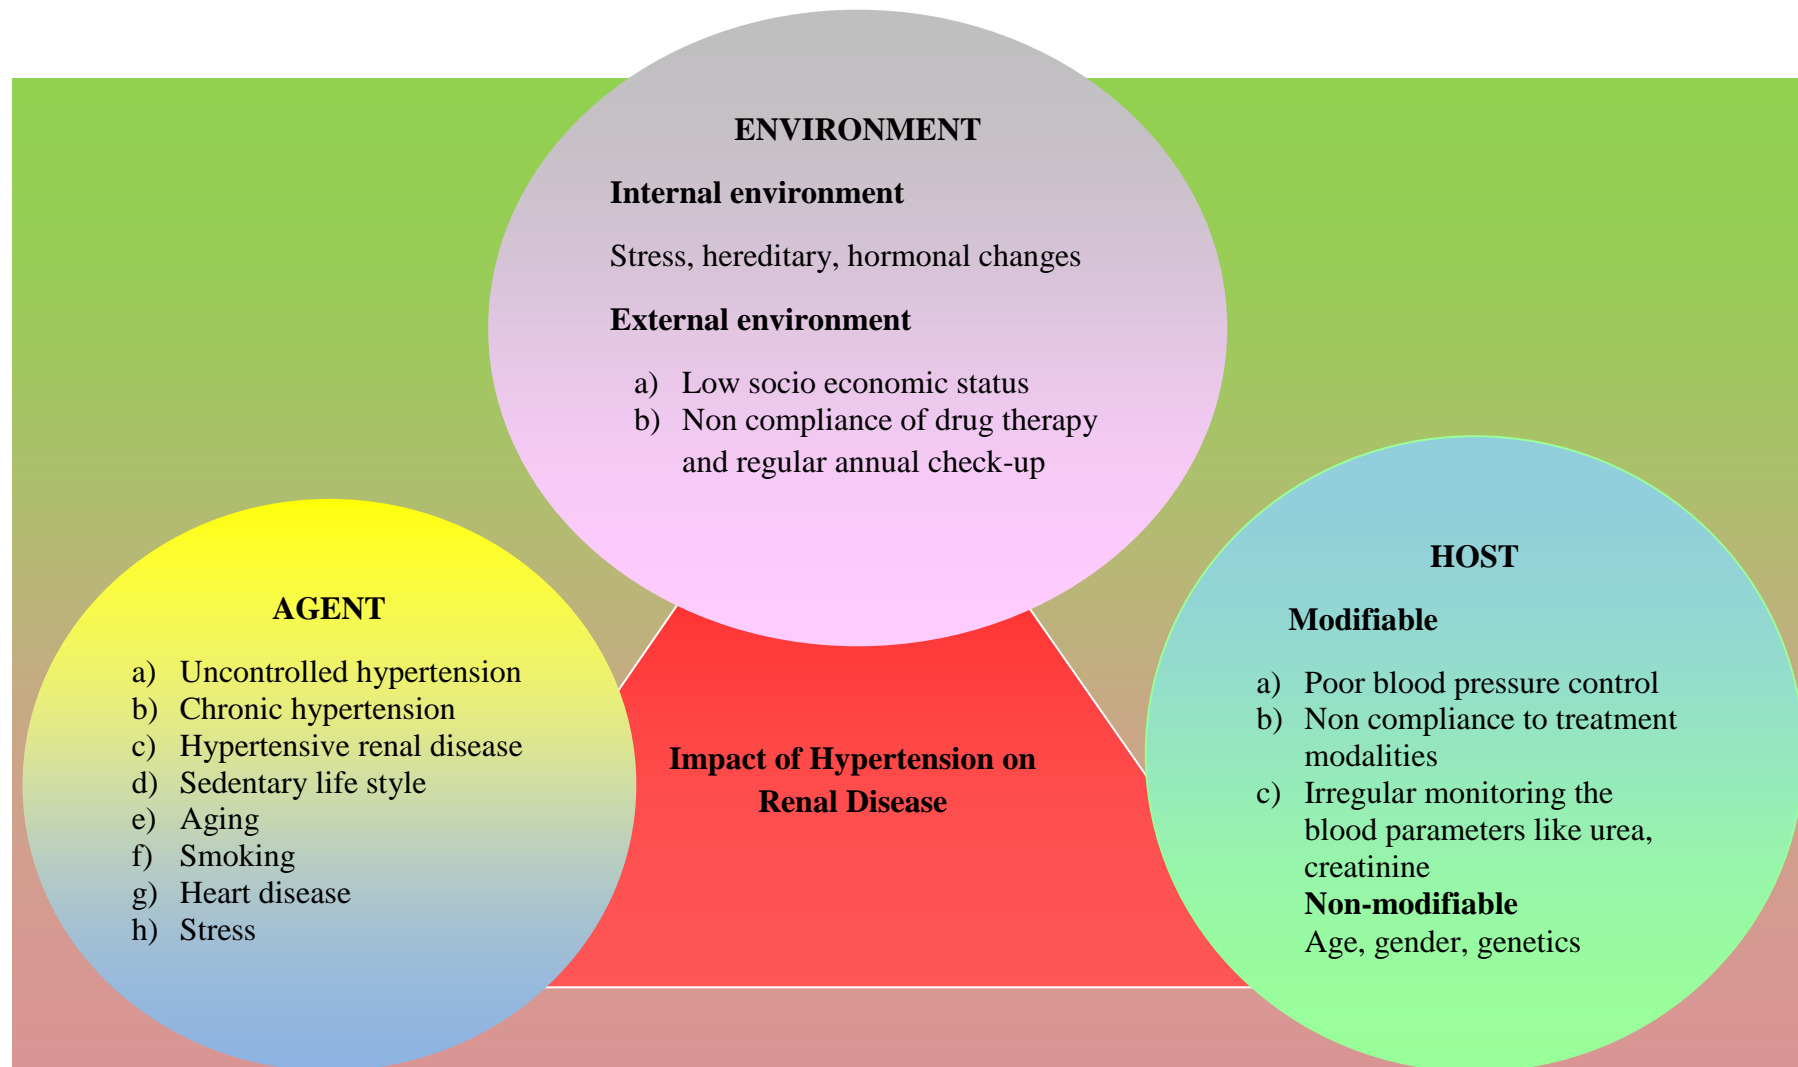 ENVIRONMENT
Internal environment
Stress, hereditary, hormonal changes
External environment
a) Low socio economic status
b) Non compliance of drug therapy
and regular annual check-up
AGENT
a) Uncontrolled hypertension
b) Chronic hypertension
c) Hypertensive renal disease
d) Sedentary life style
e) Aging
f) Smoking
g) Heart disease
h) Stress
Impact of Hypertension on
Renal Disease
HOST
Modifiable
a) Poor blood pressure control
b) Non compliance to treatment
modalities
c) Irregular monitoring the
blood parameters like urea,
creatinine
Non-modifiable
Age, gender, genetics